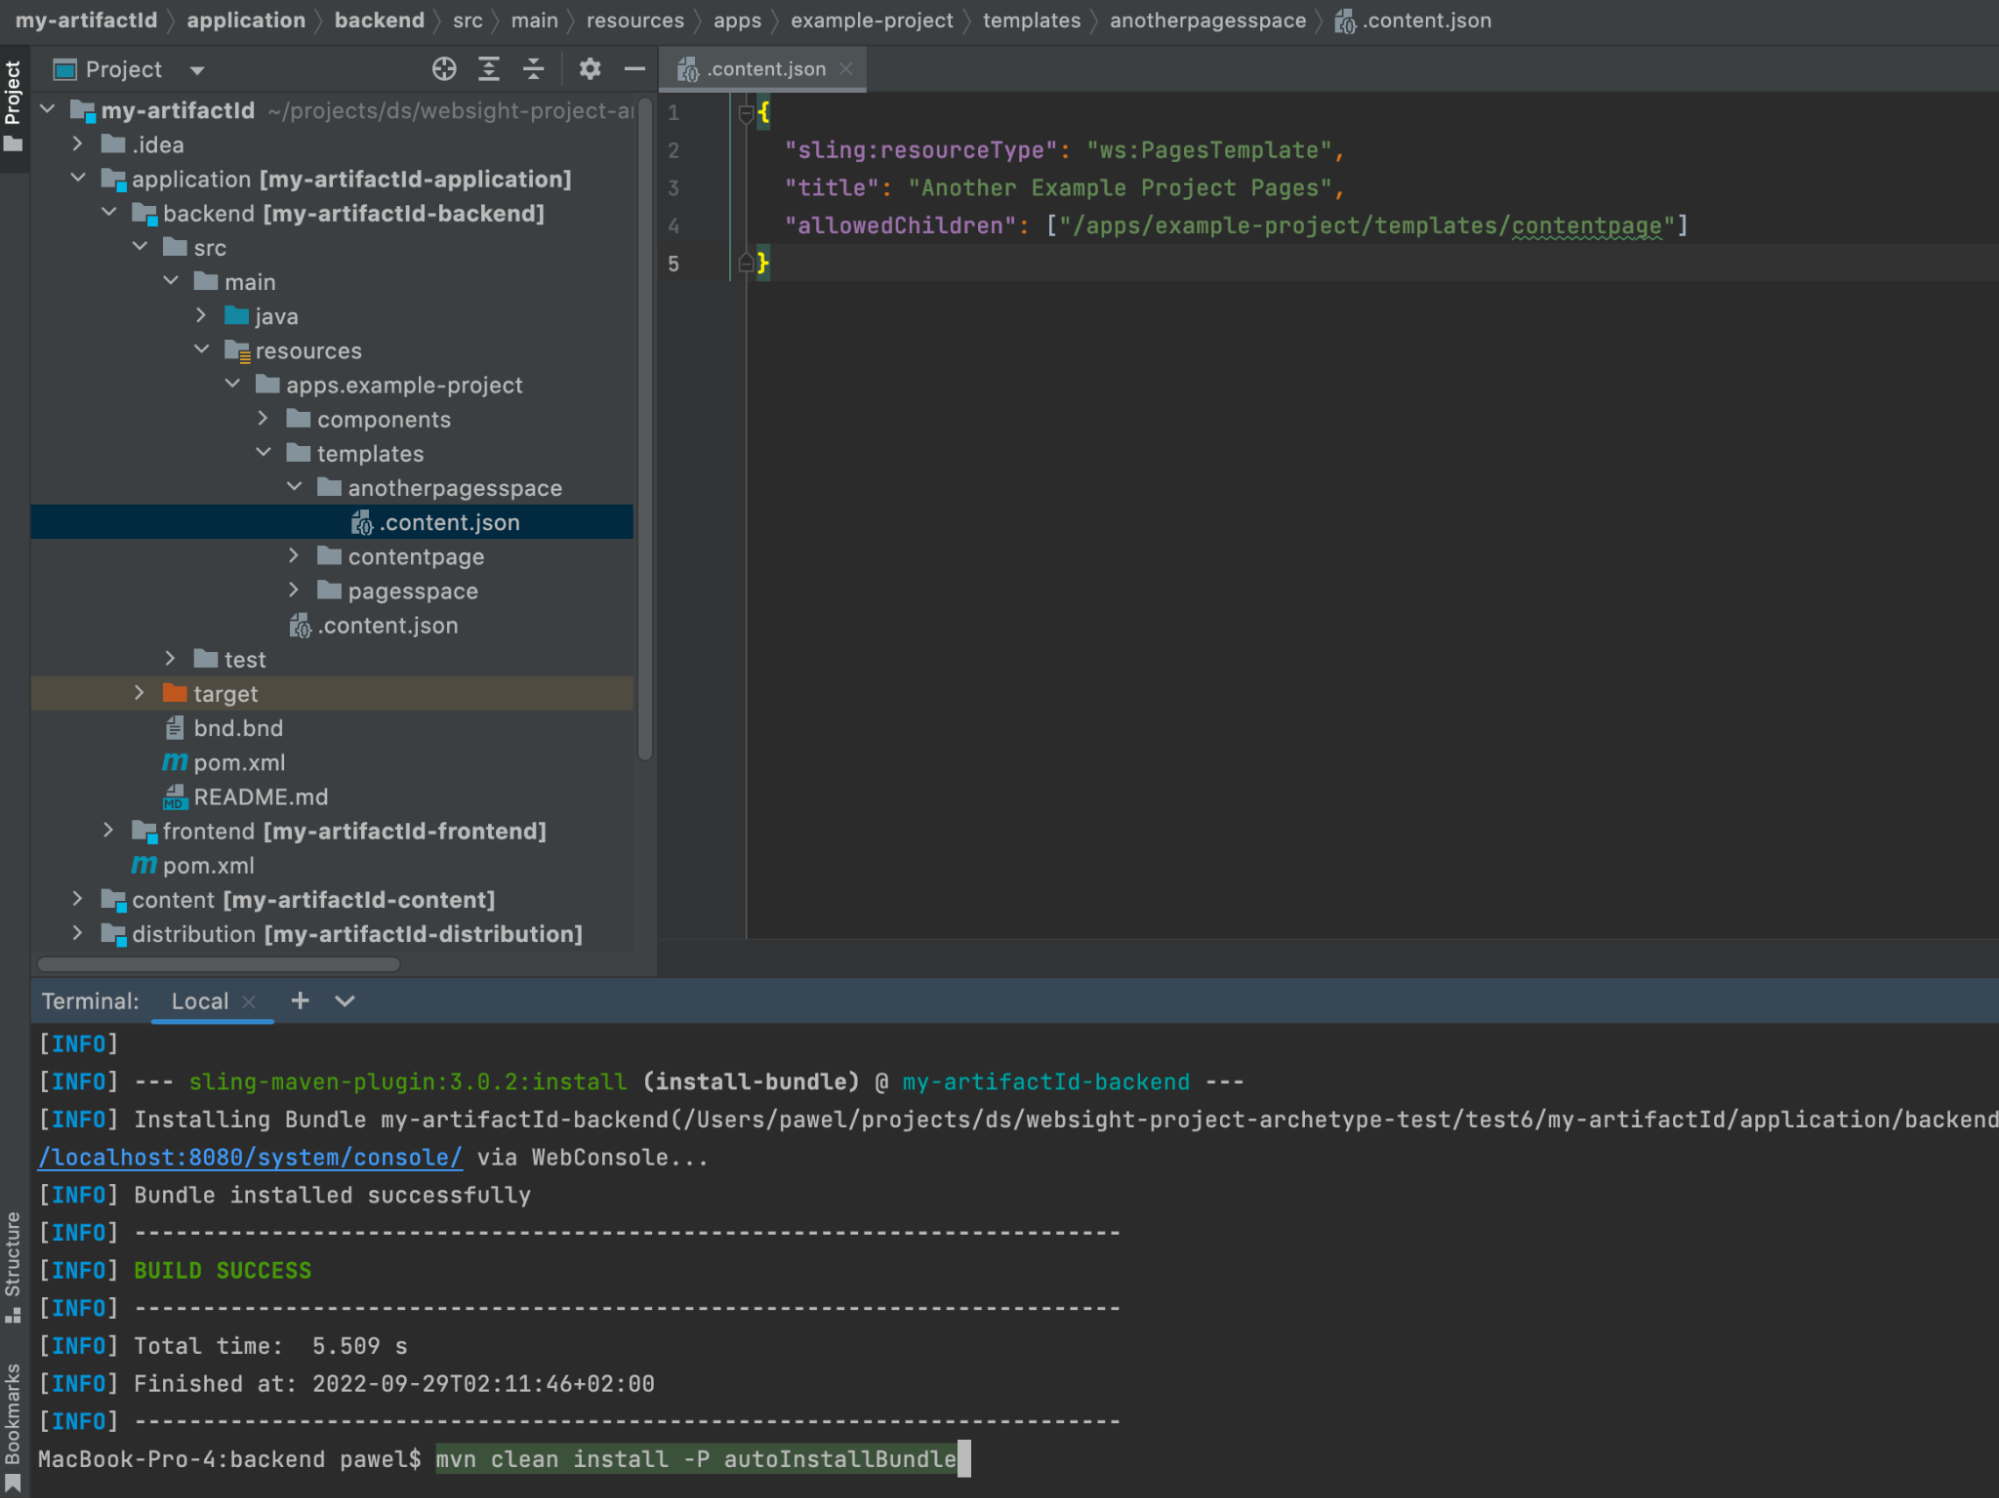 my-artifactId application backend src main resources apps example-project templates anotherpagesspace .content.json
Project
Project
my-artifactId ~/projects/ds/websight-project-ar
.idea
application [my-artifactId-application]
backend [my-artifactId-backend]
src
main
java
resources
apps.example-project
components
templates
anotherpagesspace
.content.json
contentpage
pagesspace
.content.json
test
target
bnd.bnd
pom.xml
README.md
frontend [my-artifactId-frontend]
pom.xml
content [my-artifactId-content]
distribution [my-artifactId-distribution]
.content.json
1 {
2 "sling:resourceType": "ws:PagesTemplate",
3 "title": "Another Example Project Pages",
4 "allowedChildren": ["/apps/example-project/templates/contentpage"]
5 }
Terminal: Local
[INFO]
[INFO] --- sling-maven-plugin:3.0.2:install (install-bundle) @ my-artifactId-backend ---
[INFO] Installing Bundle my-artifactId-backend(/Users/pawel/projects/ds/websight-project-archetype-test/test6/my-artifactId/application/backend
/localhost:8080/system/console/ via WebConsole...
[INFO] Bundle installed successfully
[INFO] ------------------------------------------------------------------------
[INFO] BUILD SUCCESS
[INFO] ------------------------------------------------------------------------
[INFO] Total time:  5.509 s
[INFO] Finished at: 2022-09-29T02:11:46+02:00
[INFO] ------------------------------------------------------------------------
MacBook-Pro-4:backend pawel$ mvn clean install -P autoInstallBundle
Structure
Bookmarks